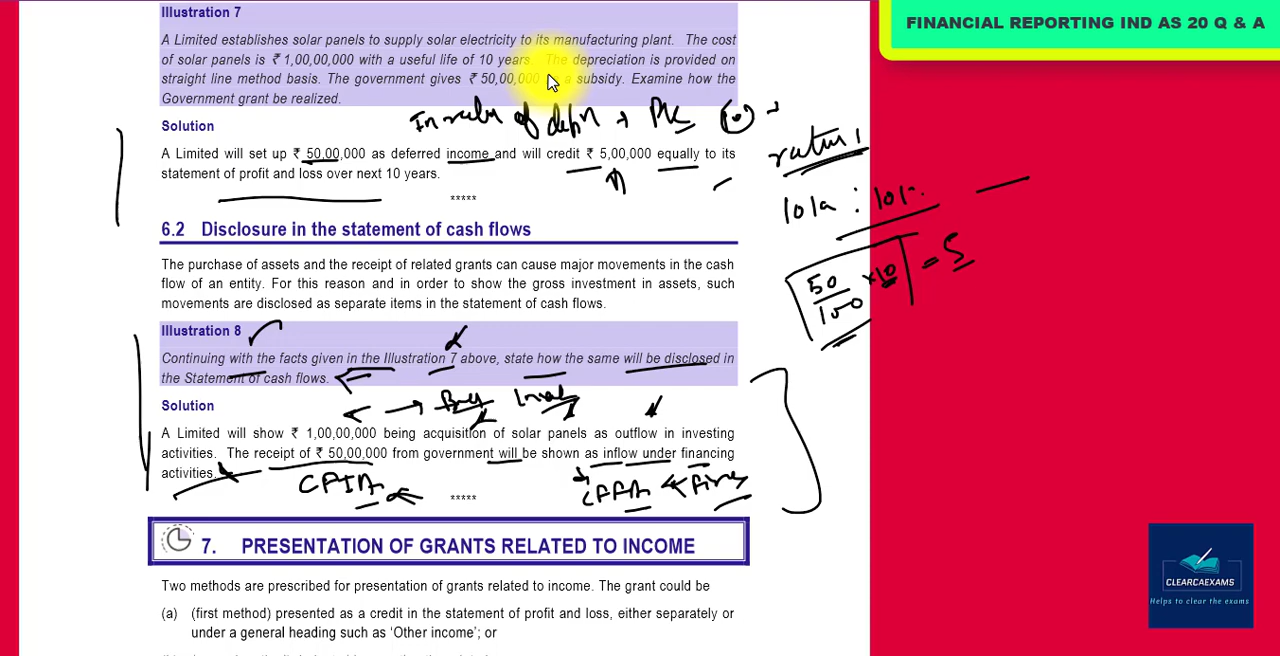 FINANCIAL REPORTING IND AS 20 Q & A
Illustration 7
A Limited establishes solar panels to supply solar electricity to its manufacturing plant. The cost
of solar panels is ₹ 1,00,00,000 with a useful life of 10 years. The depreciation is provided on
straight line method basis. The government gives ₹ 50,00,000 as a subsidy. Examine how the
Government grant be realized.
In ratio of depn
Solution
A Limited will set up ₹ 50,00,000 as deferred income and will credit ₹ 5,00,000 equally to its
statement of profit and loss over next 10 years.
*****
50
100
×10
= 5
6.2 Disclosure in the statement of cash flows
The purchase of assets and the receipt of related grants can cause major movements in the cash
flow of an entity. For this reason and in order to show the gross investment in assets, such
movements are disclosed as separate items in the statement of cash flows.
Illustration 8
Continuing with the facts given in the Illustration 7 above, state how the same will be disclosed in
the Statement of cash flows.
Solution
A Limited will show ₹ 1,00,00,000 being acquisition of solar panels as outflow in investing
activities. The receipt of ₹ 50,00,000 from government will be shown as inflow under financing
activities.
CFIA
CFFA
*****
7. PRESENTATION OF GRANTS RELATED TO INCOME
Two methods are prescribed for presentation of grants related to income. The grant could be
(a) (first method) presented as a credit in the statement of profit and loss, either separately or
under a general heading such as ‘Other income’; or
CLEARCAEXAMS
Helps to clear the exams